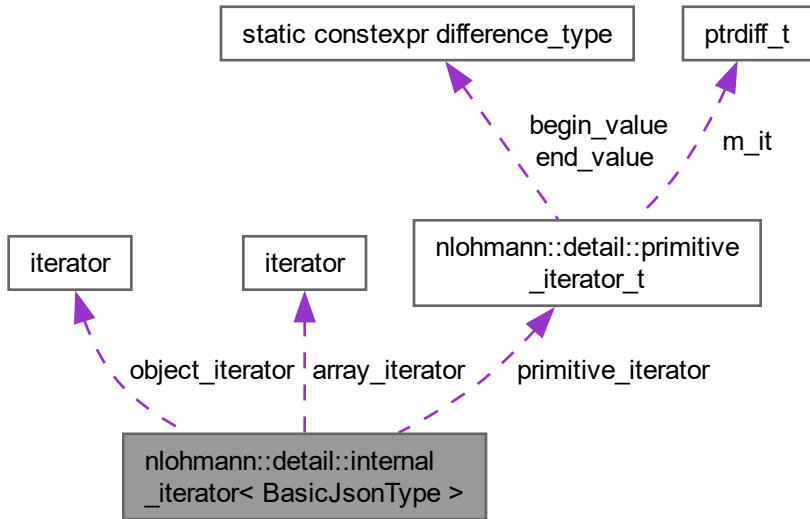 static constexpr difference_type
ptrdiff_t
begin_value
end_value
m_it
nlohmann::detail::primitive
_iterator_t
iterator
iterator
object_iterator
array_iterator
primitive_iterator
nlohmann::detail::internal
_iterator< BasicJsonType >